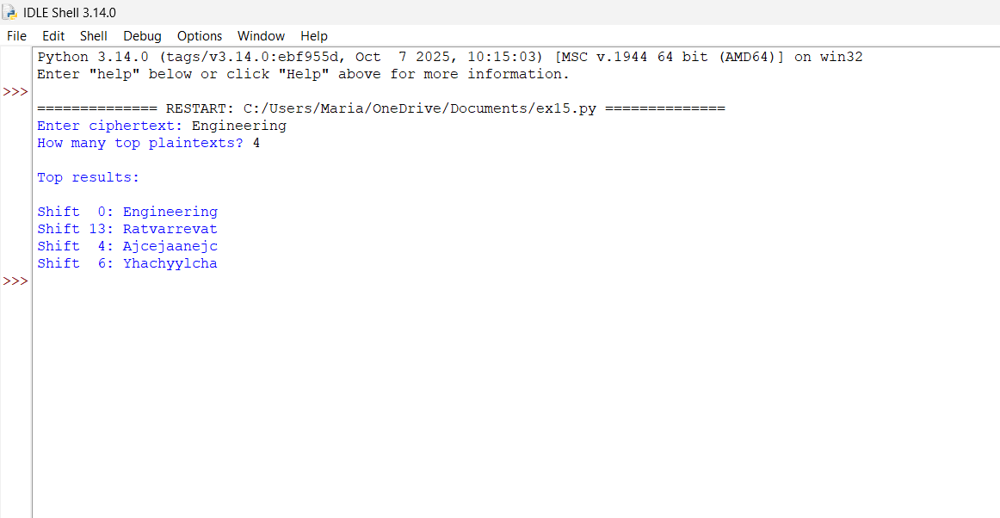 IDLE Shell 3.14.0
File Edit Shell Debug Options Window Help
Python 3.14.0 (tags/v3.14.0:ebf955d, Oct  7 2025, 10:15:03) [MSC v.1944 64 bit (AMD64)] on win32
Enter "help" below or click "Help" above for more information.
>>>
============== RESTART: C:/Users/Maria/OneDrive/Documents/ex15.py ==============
Enter ciphertext: Engineering
How many top plaintexts? 4
Top results:
Shift  0: Engineering
Shift 13: Ratvarrevat
Shift  4: Ajcejaanejc
Shift  6: Yhachyylcha
>>>